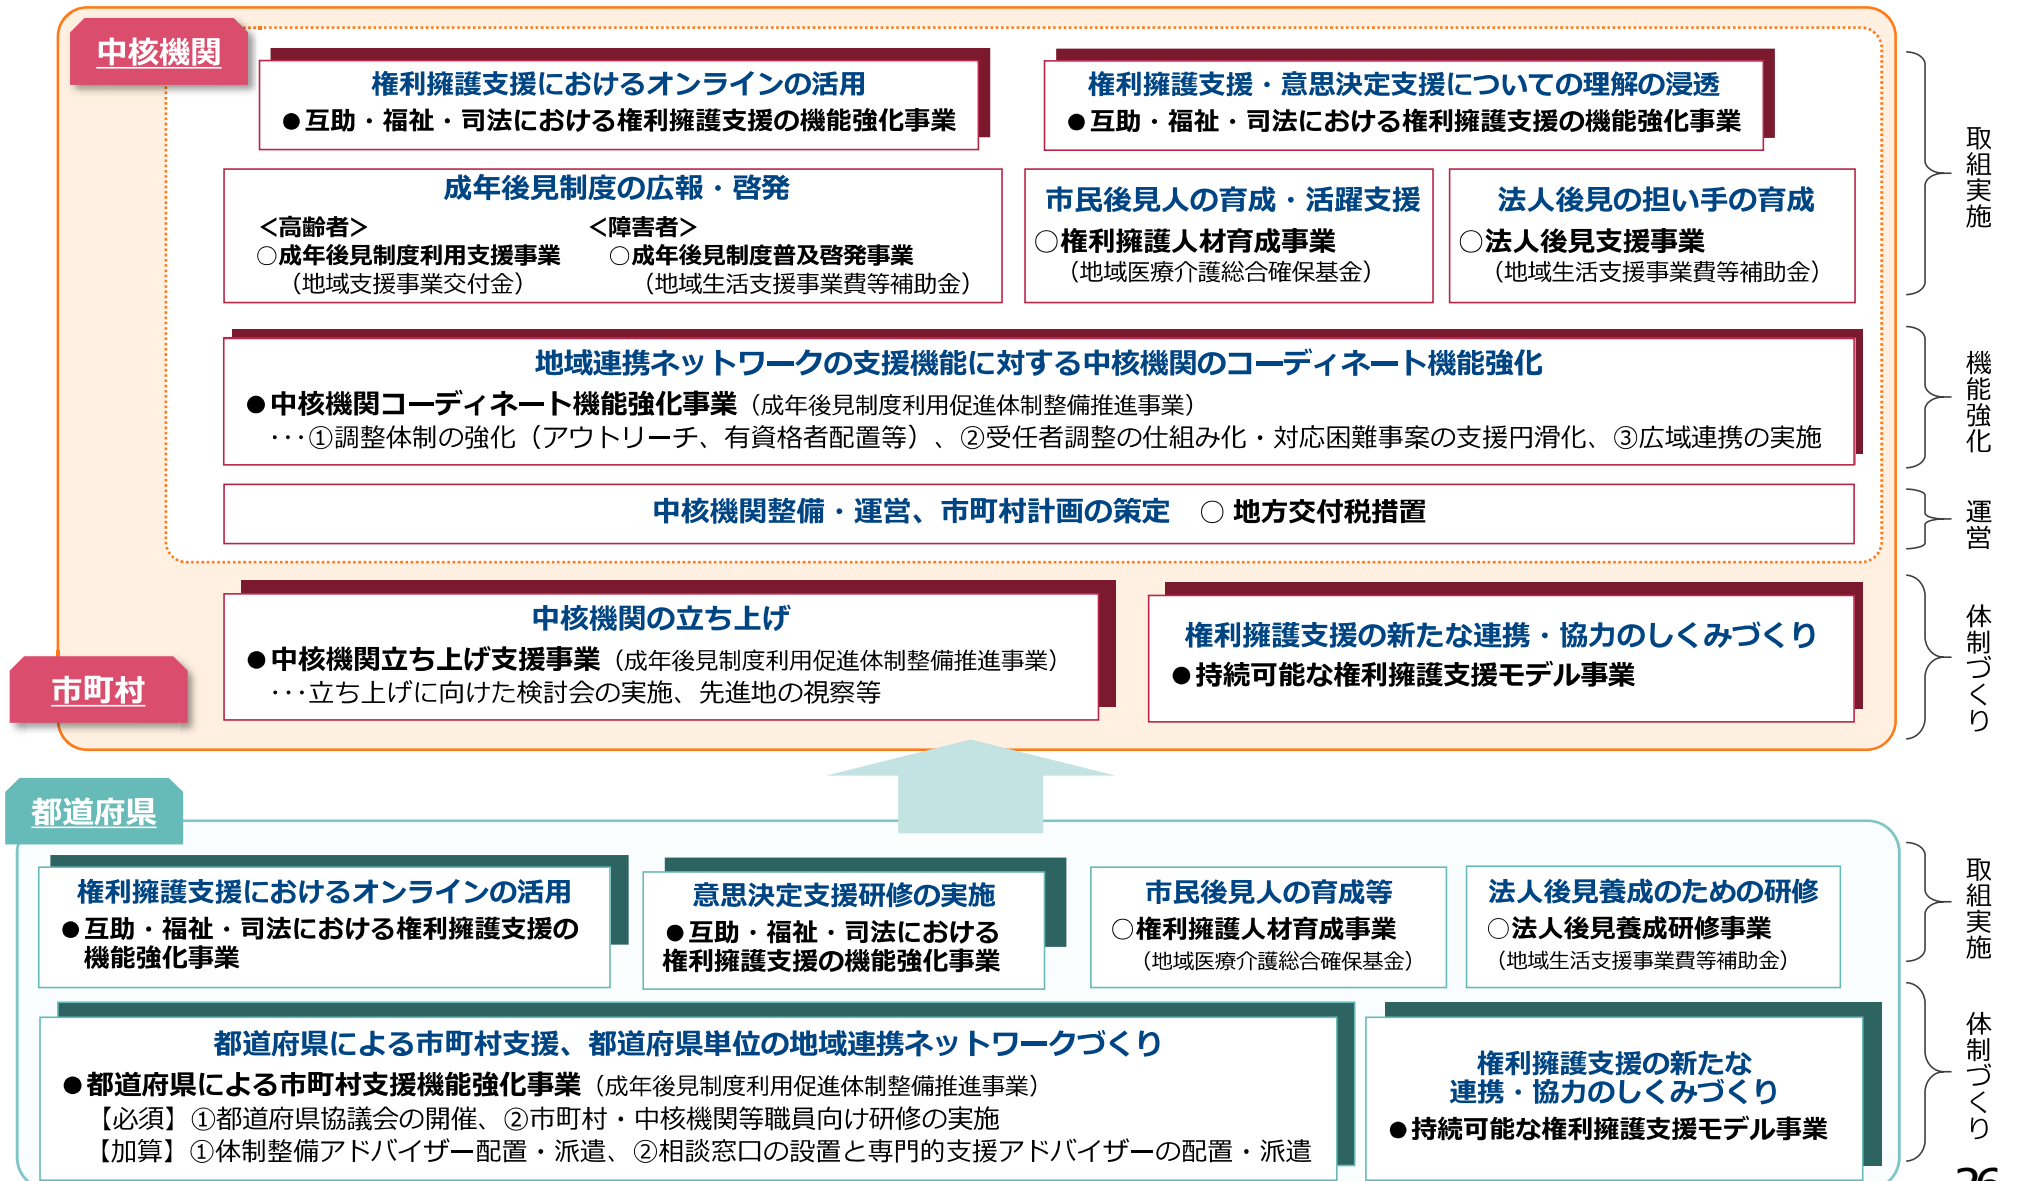 中核機関
権利擁護支援におけるオンラインの活用
●互助・福祉・司法における権利擁護支援の機能強化事業
権利擁護支援・意思決定支援についての理解の浸透
●互助・福祉・司法における権利擁護支援の機能強化事業
成年後見制度の広報・啓発
＜高齢者＞
○成年後見制度利用支援事業
（地域支援事業交付金）
＜障害者＞
○成年後見制度普及啓発事業
（地域生活支援事業費等補助金）
市民後見人の育成・活躍支援
○権利擁護人材育成事業
（地域医療介護総合確保基金）
法人後見の担い手の育成
○法人後見支援事業
（地域生活支援事業費等補助金）
取組実施
地域連携ネットワークの支援機能に対する中核機関のコーディネート機能強化
●中核機関コーディネート機能強化事業（成年後見制度利用促進体制整備推進事業）
･･･①調整体制の強化（アウトリーチ、有資格者配置等）、②受任者調整の仕組み化・対応困難事案の支援円滑化、③広域連携の実施
機能強化
中核機関整備・運営、市町村計画の策定　○ 地方交付税措置
運営
市町村
中核機関の立ち上げ
●中核機関立ち上げ支援事業（成年後見制度利用促進体制整備推進事業）
･･･立ち上げに向けた検討会の実施、先進地の視察等
権利擁護支援の新たな連携・協力のしくみづくり
●持続可能な権利擁護支援モデル事業
体制づくり
都道府県
権利擁護支援におけるオンラインの活用
●互助・福祉・司法における権利擁護支援の
機能強化事業
意思決定支援研修の実施
●互助・福祉・司法における
権利擁護支援の機能強化事業
市民後見人の育成等
○権利擁護人材育成事業
（地域医療介護総合確保基金）
法人後見養成のための研修
○法人後見養成研修事業
（地域生活支援事業費等補助金）
取組実施
都道府県による市町村支援、都道府県単位の地域連携ネットワークづくり
●都道府県による市町村支援機能強化事業（成年後見制度利用促進体制整備推進事業）
【必須】①都道府県協議会の開催、②市町村・中核機関等職員向け研修の実施
【加算】①体制整備アドバイザー配置・派遣、②相談窓口の設置と専門的支援アドバイザーの配置・派遣
権利擁護支援の新たな
連携・協力のしくみづくり
●持続可能な権利擁護支援モデル事業
体制づくり